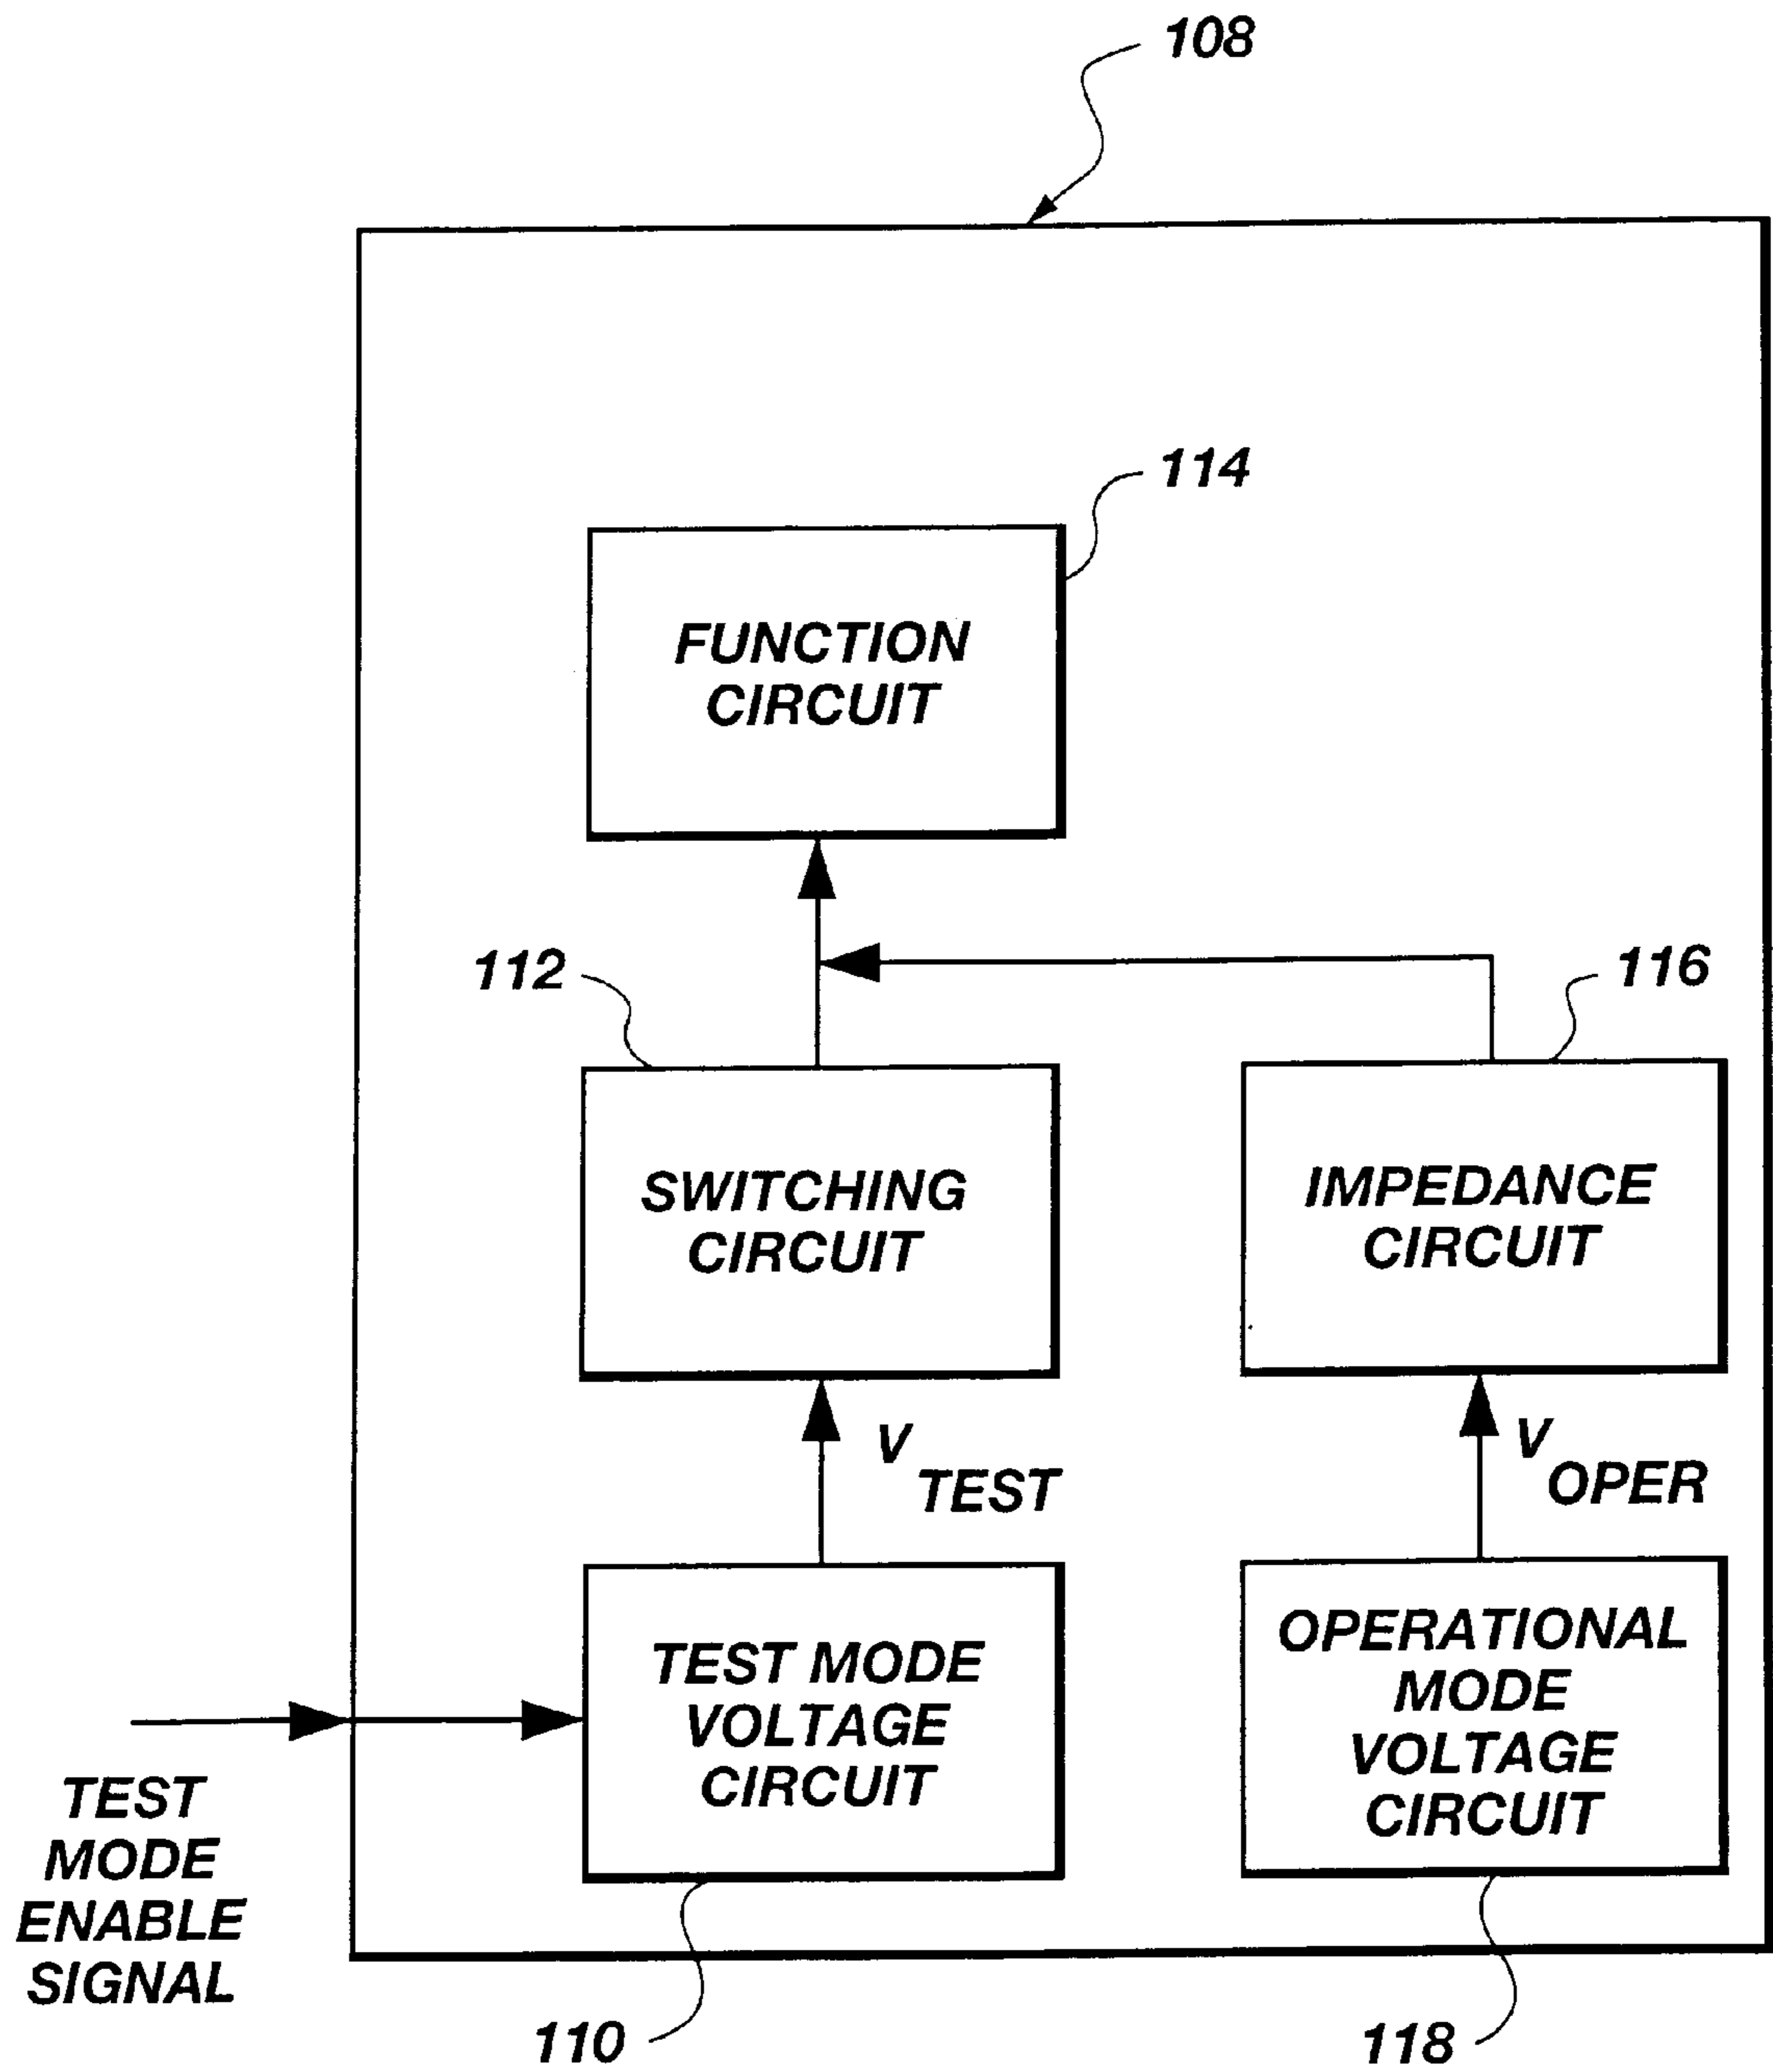 108
114
FUNCTION
CIRCUIT
112
116
SWITCHING
CIRCUIT
IMPEDANCE
CIRCUIT
V TEST
V OPER
TEST MODE
VOLTAGE
CIRCUIT
OPERATIONAL
MODE
VOLTAGE
CIRCUIT
TEST
MODE
ENABLE
SIGNAL
110
118